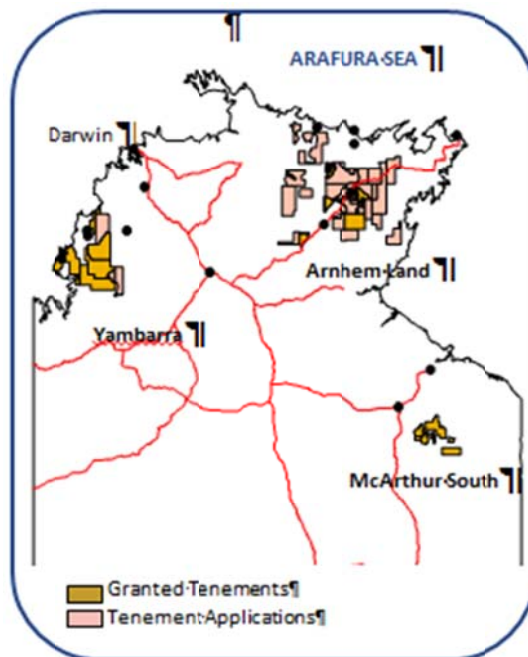 ¶
ARAFURA·SEA¶
Darwin¶
Arnhem·Land¶
Yambarra¶
McArthur·South¶
Granted·Tenements¶
Tenement·Applications¶